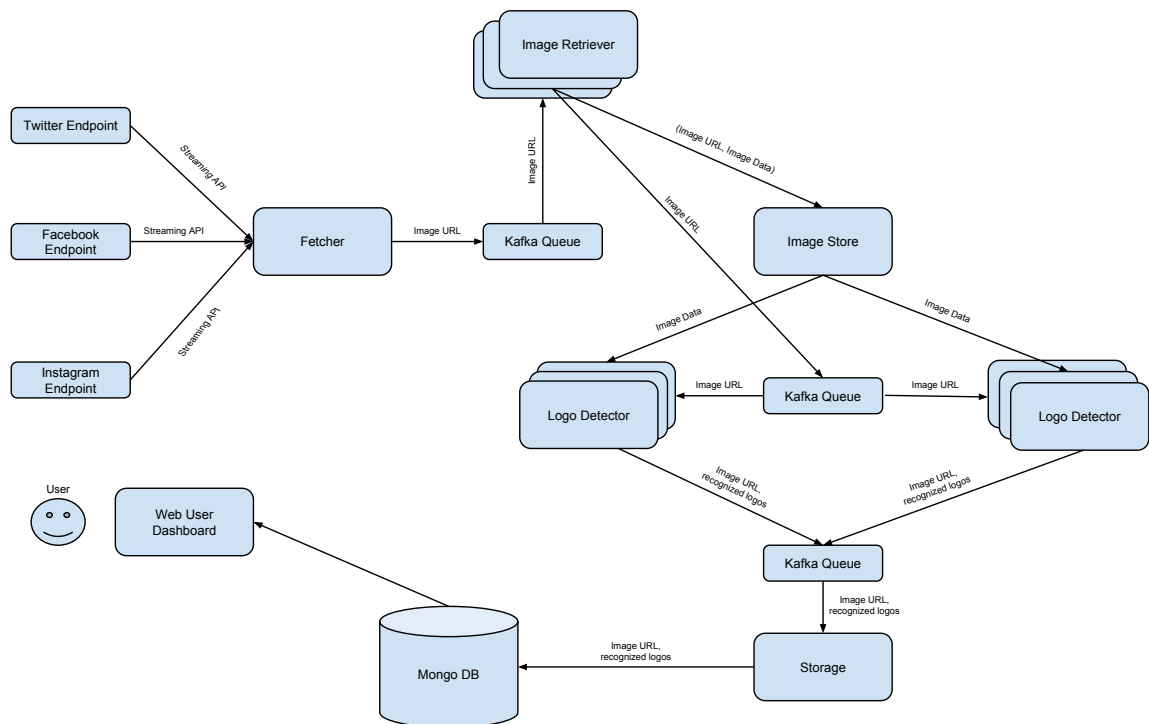 Image Retriever
Twitter Endpoint
Streaming API
Image URL
(Image URL, Image Data)
Image URL
Facebook
Endpoint
Streaming API
Fetcher
Image URL
Kafka Queue
Image Store
Streaming API
Image Data
Image Data
Instagram
Endpoint
Logo Detector
Image URL
Kafka Queue
Image URL
Logo Detector
Image URL,
recognized logos
Image URL,
recognized logos
User
Web User
Dashboard
Kafka Queue
Image URL,
recognized logos
Mongo DB
Image URL,
recognized logos
Storage